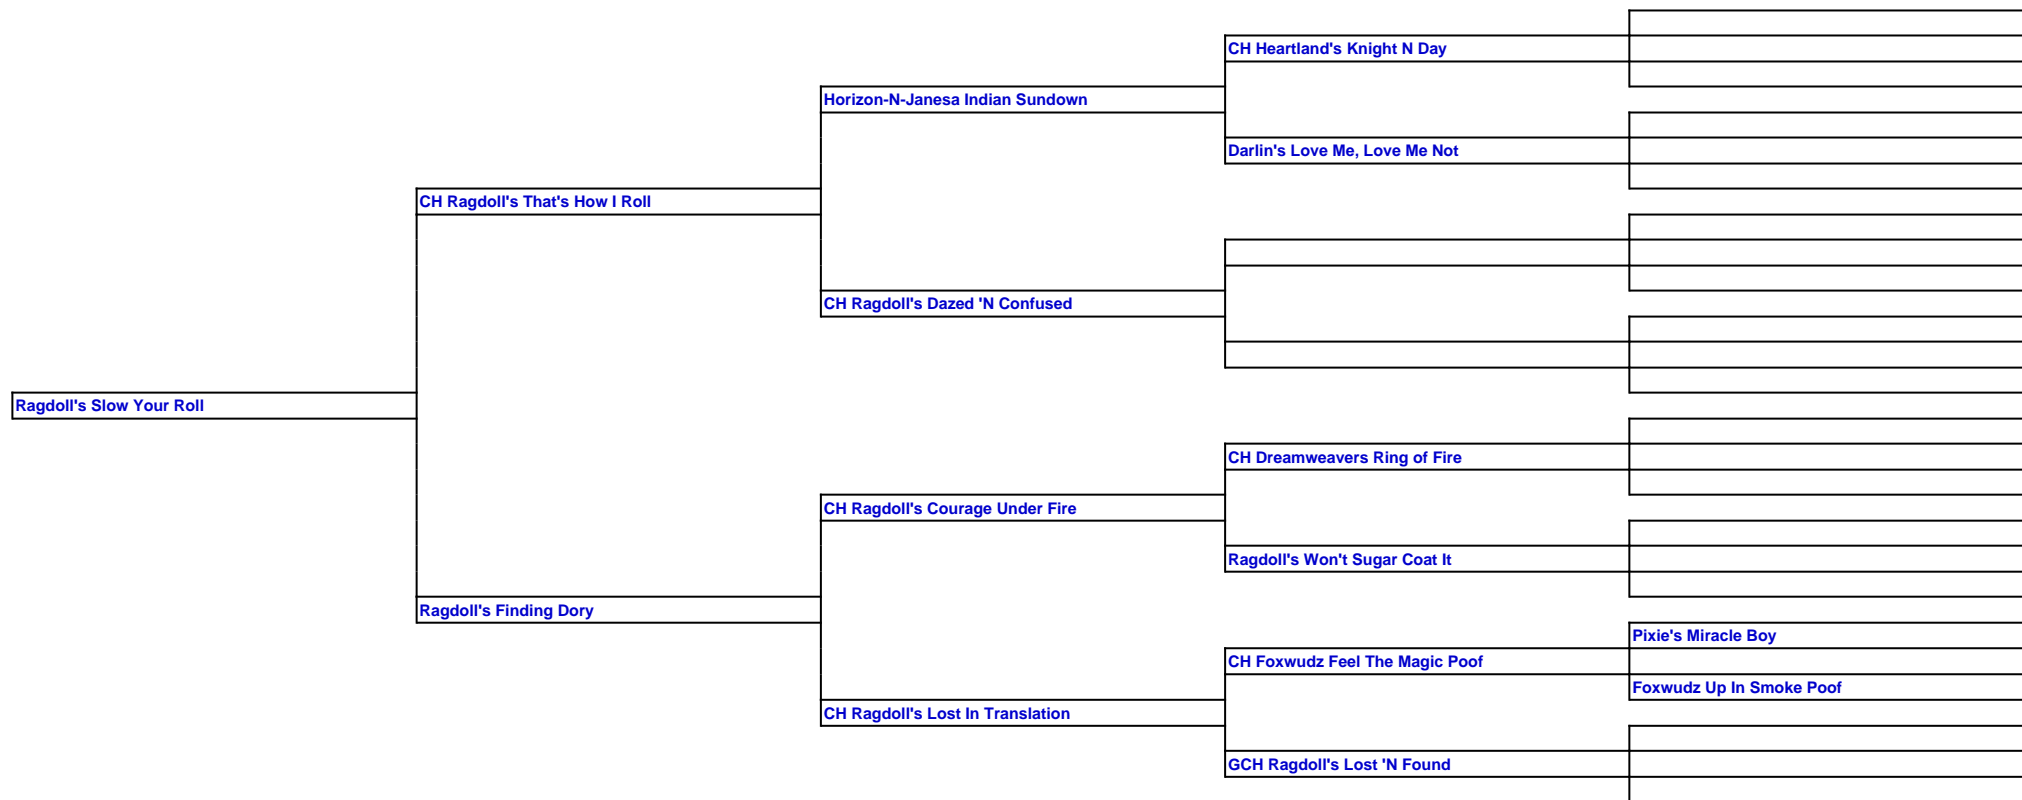 CH Heartland's Knight N Day
Horizon-N-Janesa Indian Sundown
Darlin's Love Me, Love Me Not
CH Ragdoll's That's How I Roll
CH Ragdoll's Dazed 'N Confused
Ragdoll's Slow Your Roll
CH Dreamweavers Ring of Fire
CH Ragdoll's Courage Under Fire
Ragdoll's Won't Sugar Coat It
Ragdoll's Finding Dory
Pixie's Miracle Boy
CH Foxwudz Feel The Magic Poof
Foxwudz Up In Smoke Poof
CH Ragdoll's Lost In Translation
GCH Ragdoll's Lost 'N Found